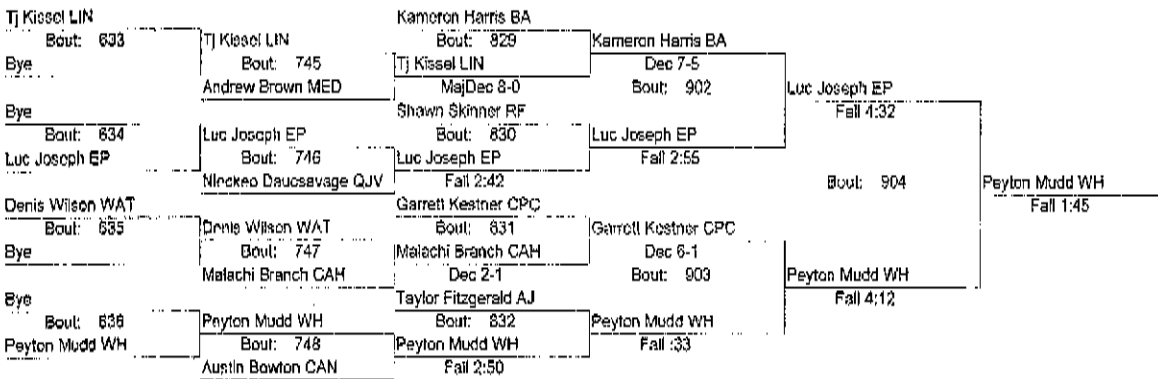 Tj Kissel LIN
Bout: 633
Bye
Bye
Bout: 634
Luc Joseph EP
Denis Wilson WAT
Bout: 635
Bye
Bye
Bout: 636
Peyton Mudd WH
Tj Kissel LIN
Bout: 745
Andrew Brown MED
Luc Joseph EP
Bout: 746
Daucsavage QJV
Denis Wilson WAT
Bout: 747
Malachi Branch CAH
Peyton Mudd WH
Bout: 748
Austin Bowton CAN
Kameron Harris BA
Bout: 829
Tj Kissel LIN
MajDec 8-0
Shawn Skinner RF
Bout: 830
Luc Joseph EP
Fall 2:42
Garrett Kestner CPC
Bout: 831
Malachi Branch CAH
Dec 2-1
Taylor Fitzgerald AJ
Bout: 832
Peyton Mudd WH
Fall 2:50
Kameron Harris BA
Dec 7-5
Bout: 902
Luc Joseph EP
Fall 2:55
Garrett Kestner CPC
Dec 6-1
Bout: 903
Peyton Mudd WH
Fall :33
Luc Joseph EP
Fall 4:32
Bout: 904
Peyton Mudd WH
Fall 4:12
Peyton Mudd WH
Fall 1:45